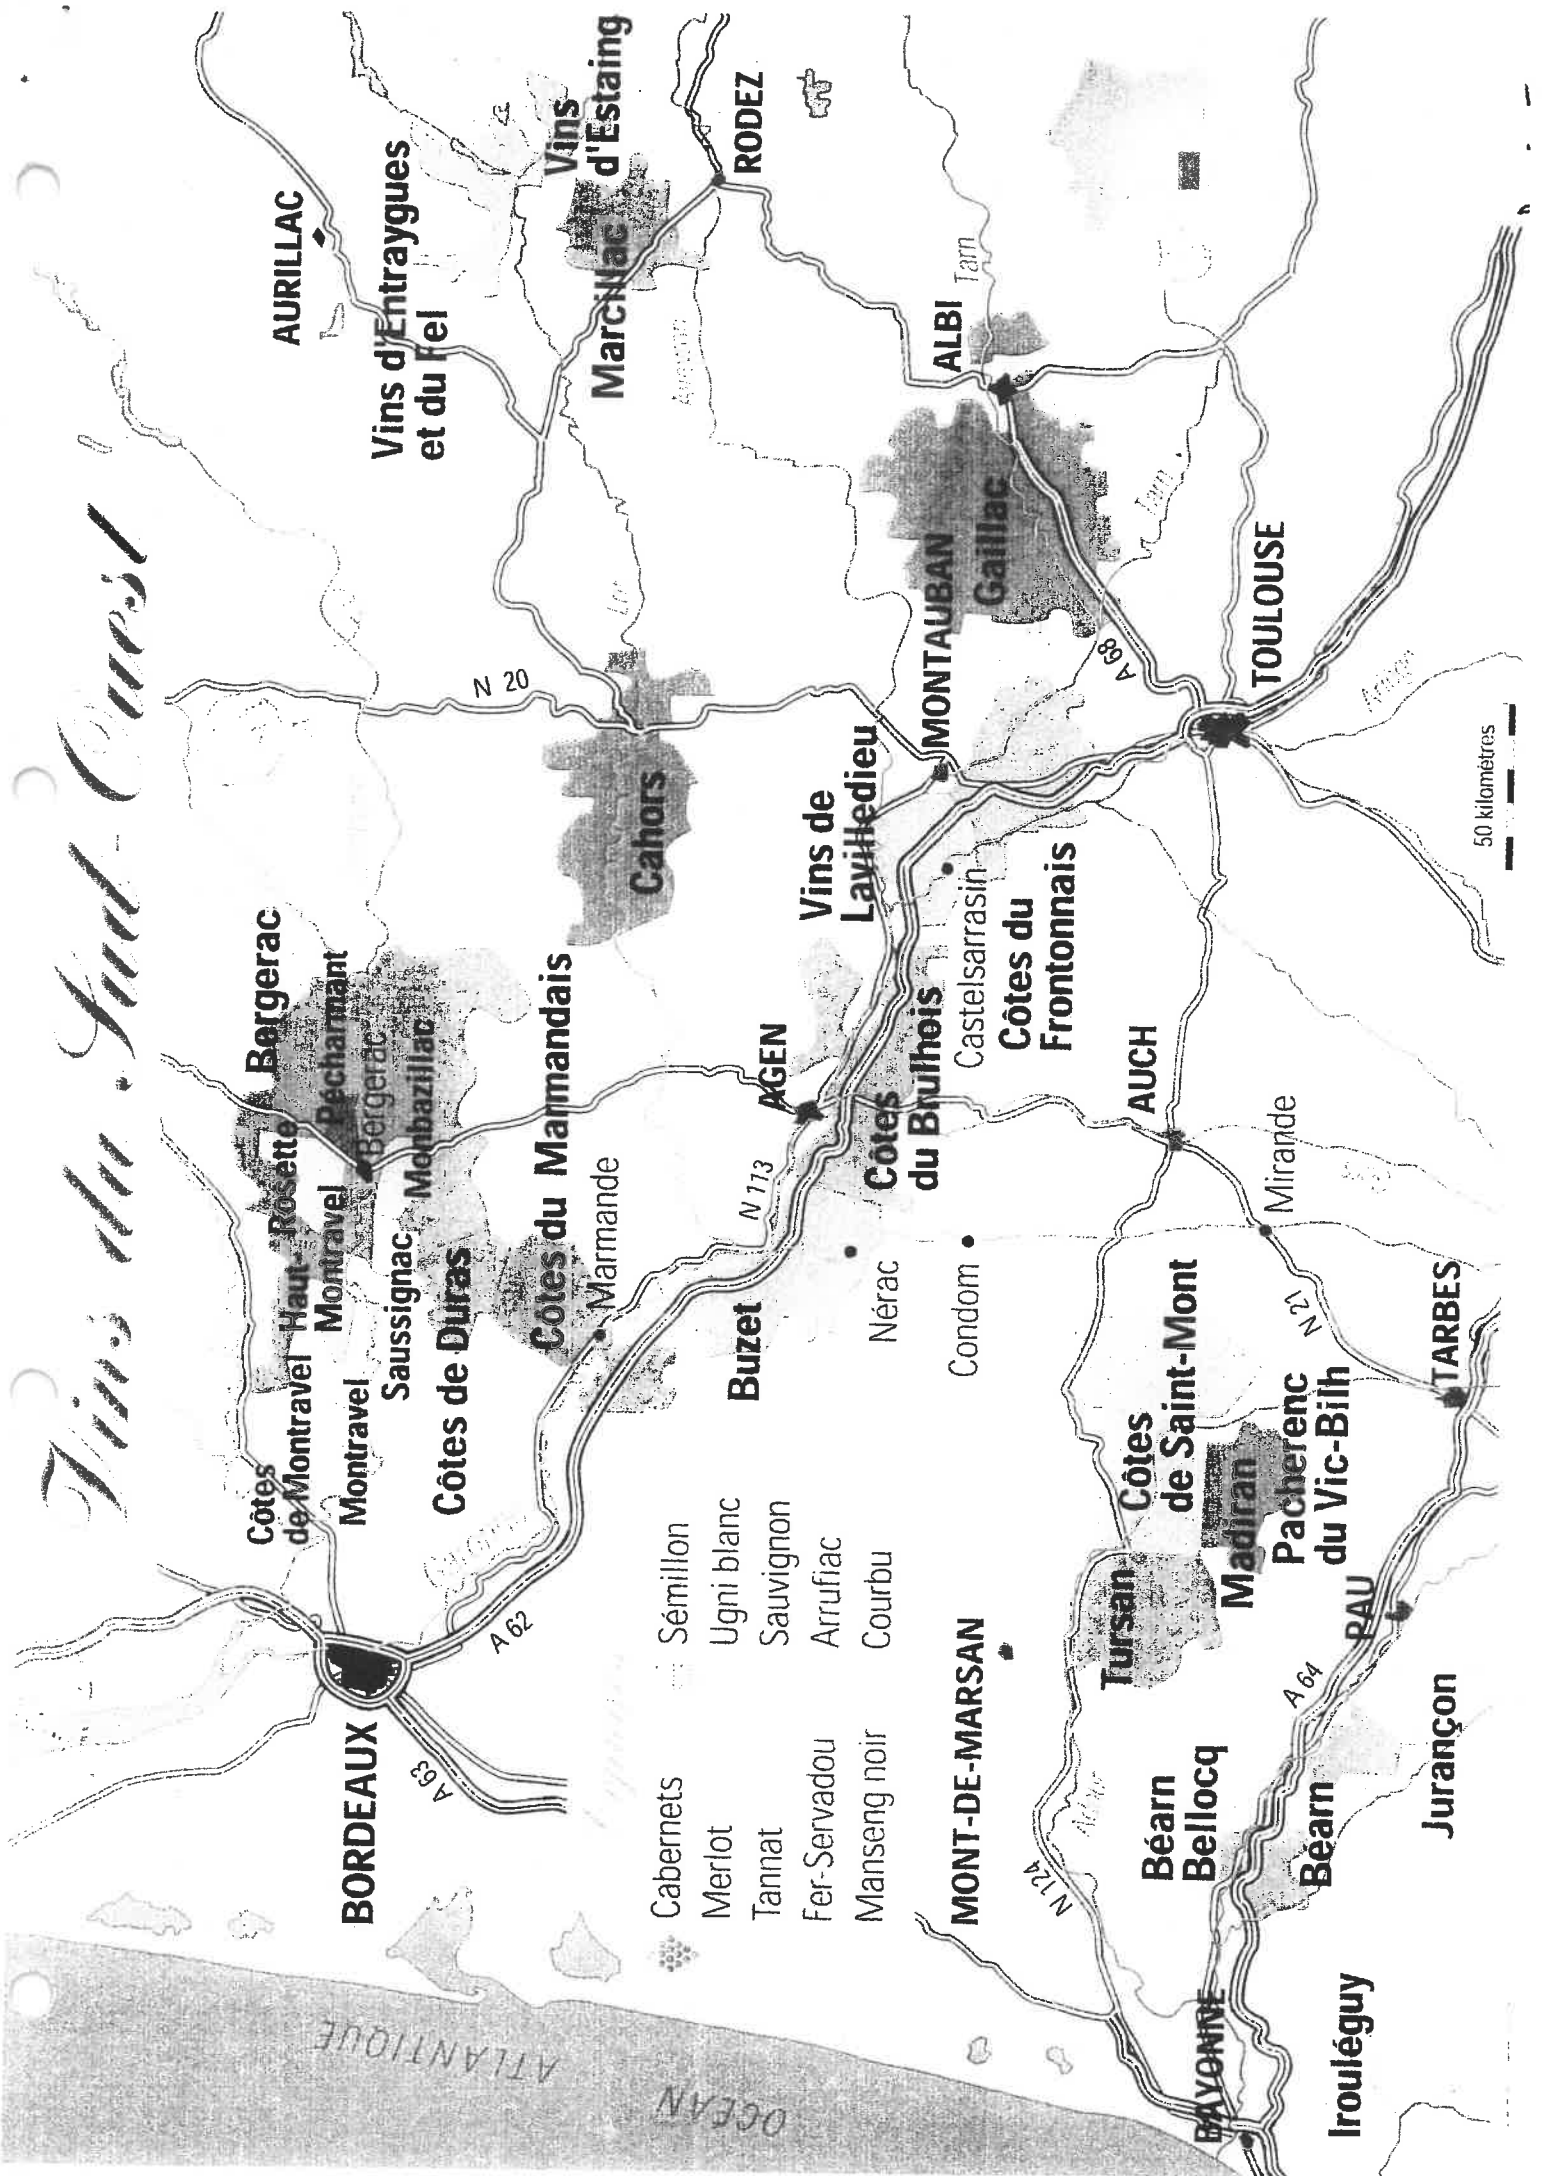 Vins du Sud-Ouest
AURILLAC
Vins d'Entraygues
et du Fel
Vins
d'Estaing
Marcillac
RODEZ
Bergerac
Pécharmant
Bergerac
Rosette
Monbazillac
Haut-
Montravel
Côtes
de Montravel
Montravel
Saussignac
Côtes de Duras
Côtes du Marmandais
Marmande
N 20
Lot
Aveyron
Cahors
BORDEAUX
A 62
A 63
ALBI
Tarn
Gaillac
Tarn
MONTAUBAN
Vins de
Lavilledieu
AGEN
N 113
Buzet
Côtes
du Brulhois
Castelsarrasin
Côtes du
Frontonnais
A 68
TOULOUSE
Ariège
Nérac
Condom
AUCH
Mirande
N 21
TARBES
Cabernets
Merlot
Tannat
Fer-Servadou
Manseng noir
Sémillon
Ugni blanc
Sauvignon
Arrufiac
Courbu
MONT-DE-MARSAN
Côtes
de Saint-Mont
Tursan
Madiran
Pacherenc
du Vic-Bilh
PAU
A 64
N 124
Adour
Béarn
Bellocq
Béarn
Jurançon
BAYONNE
Irouléguy
OCEAN
ATLANTIQUE
50 kilomètres